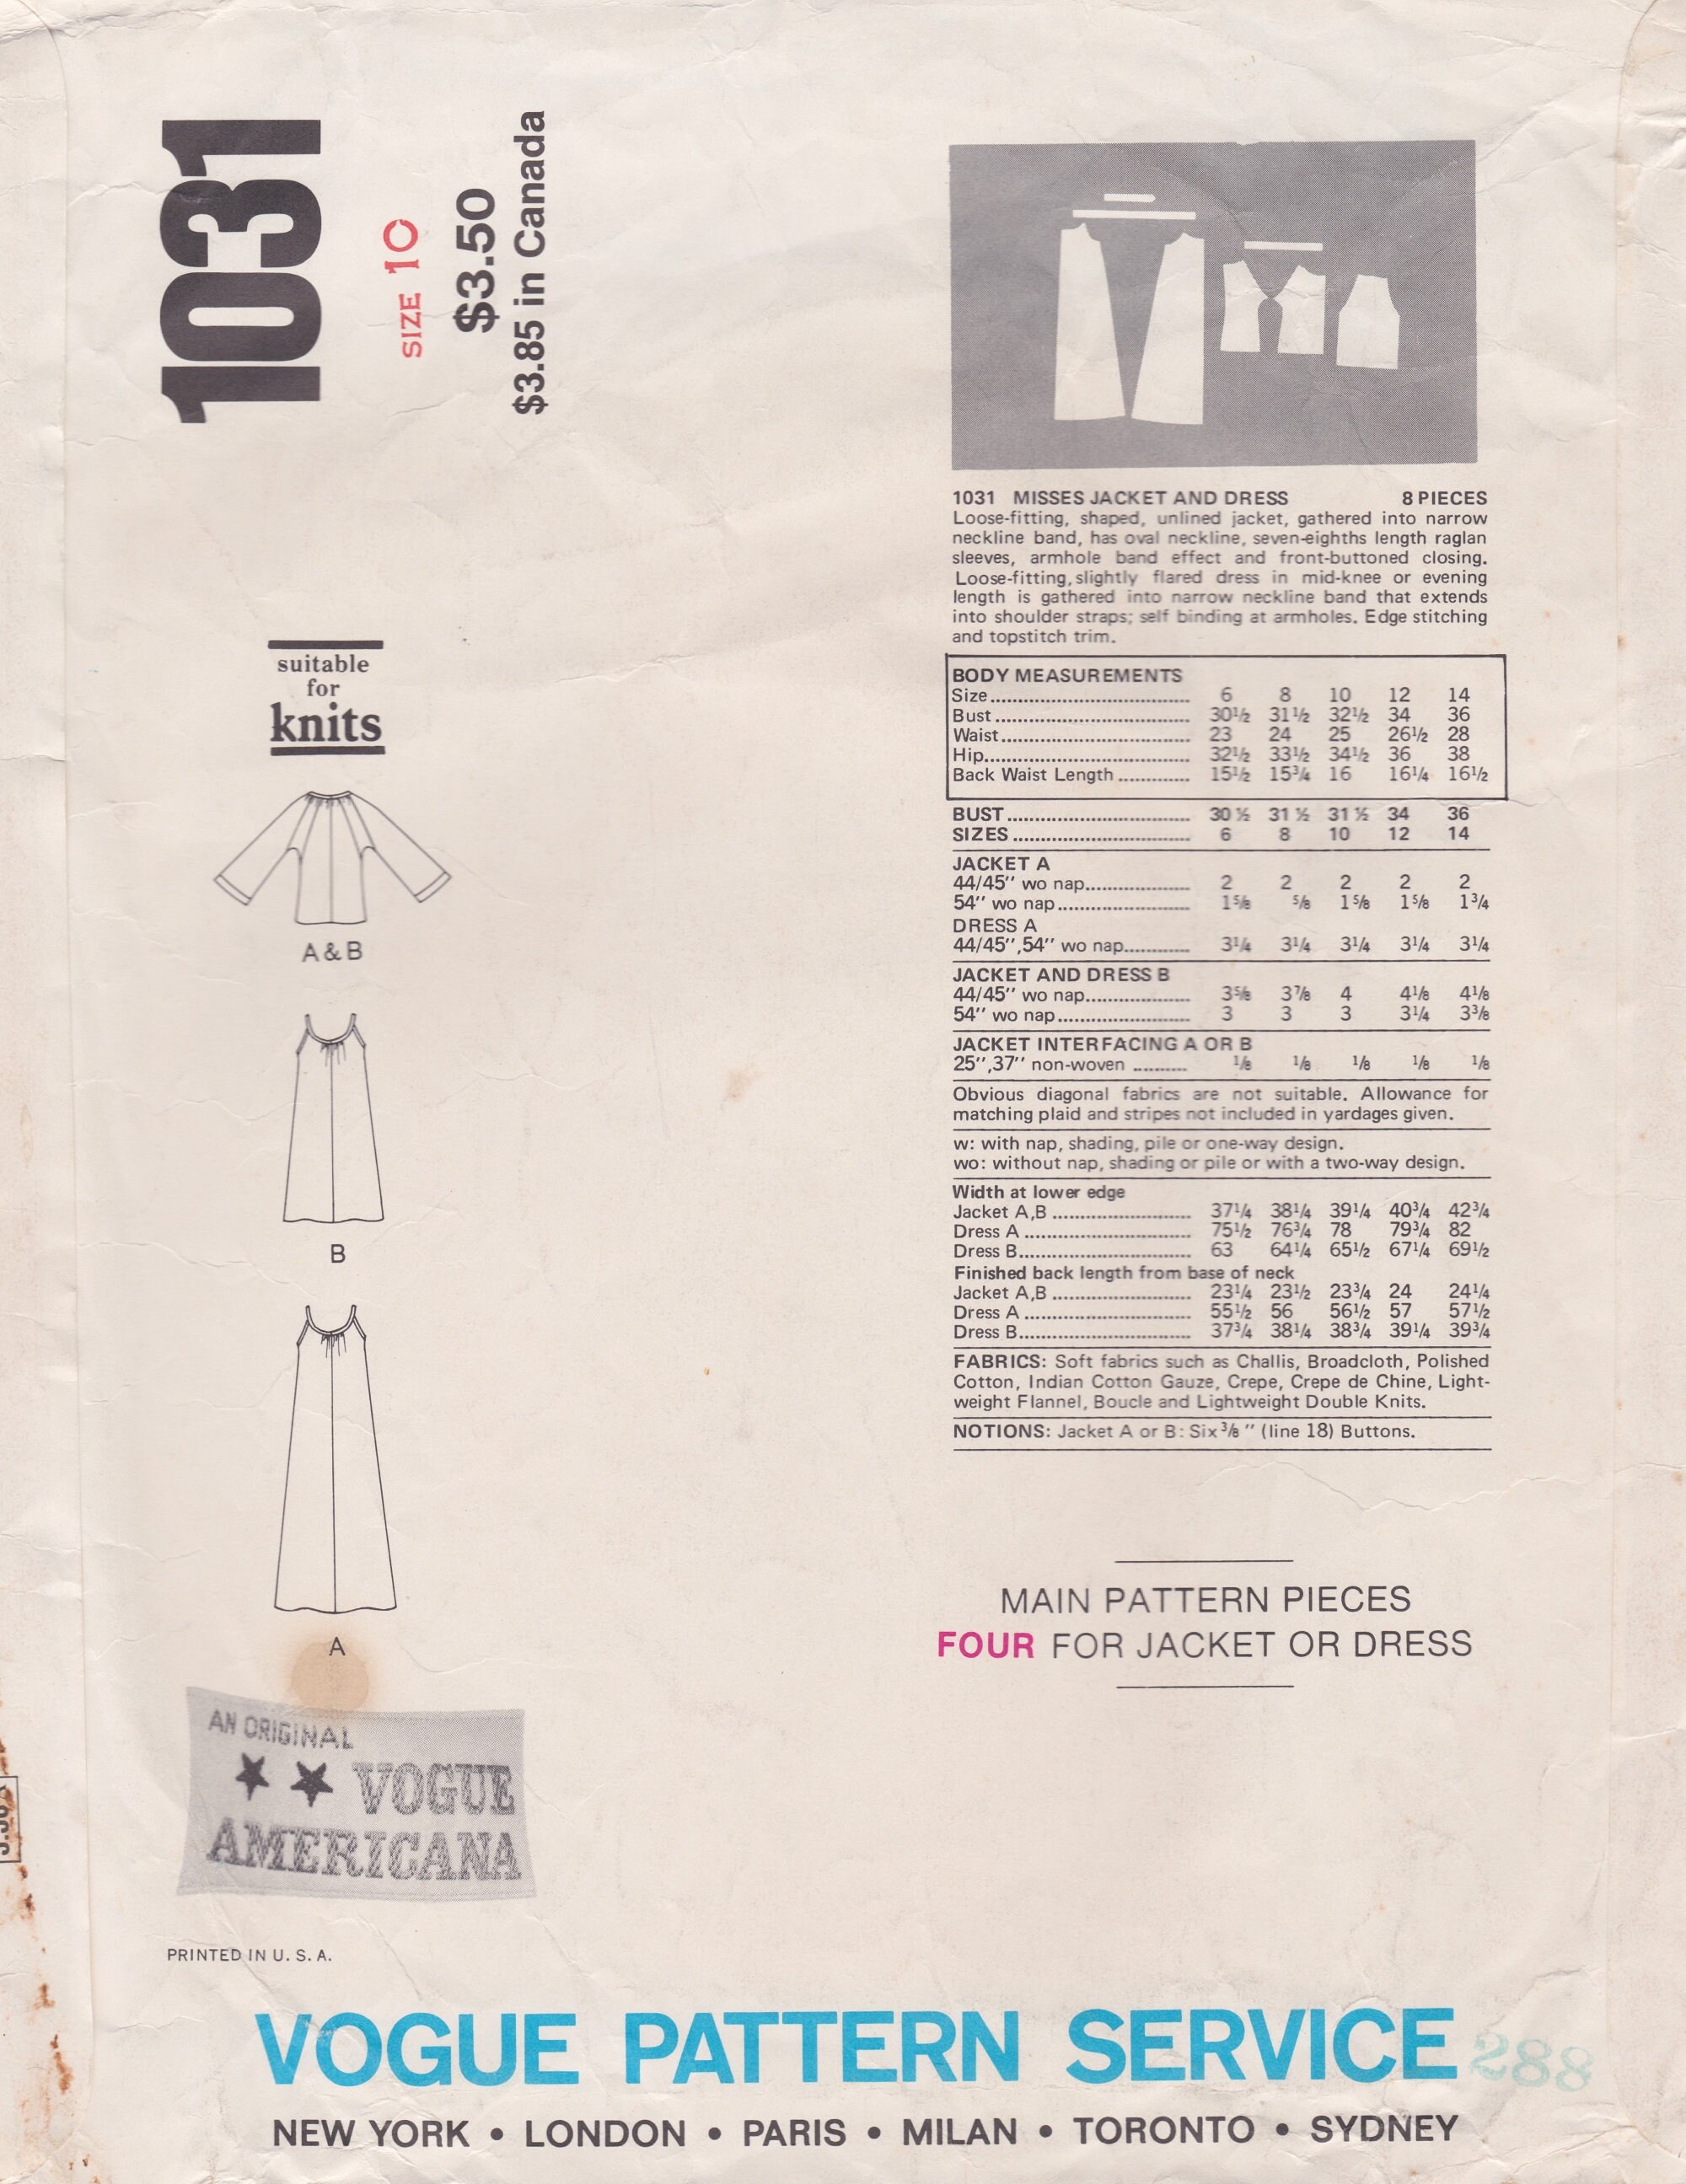 1031
SIZE 10
$3.50
$3.85 in Canada
suitable
for
knits
A & B
B
A
AN ORIGINAL
★ ★ VOGUE
AMERICANA
PRINTED IN U. S. A.
1031 MISSES JACKET AND DRESS 8 PIECES
Loose-fitting, shaped, unlined jacket, gathered into narrow
neckline band, has oval neckline, seven-eighths length raglan
sleeves, armhole band effect and front-buttoned closing.
Loose-fitting, slightly flared dress in mid-knee or evening
length is gathered into narrow neckline band that extends
into shoulder straps; self binding at armholes. Edge stitching
and topstitch trim.
BODY MEASUREMENTS
Size 6 8 10 12 14
Bust 30½ 31½ 32½ 34 36
Waist 23 24 25 26½ 28
Hip 32½ 33½ 34½ 36 38
Back Waist Length 15½ 15¾ 16 16¼ 16½
BUST 30 ½ 31 ½ 31 ½ 34 36
SIZES 6 8 10 12 14
JACKET A
44/45" wo nap 2 2 2 2 2
54" wo nap 1⅝ ⅝ 1⅝ 1⅝ 1¾
DRESS A
44/45",54" wo nap 3¼ 3¼ 3¼ 3¼ 3¼
JACKET AND DRESS B
44/45" wo nap 3⅝ 3⅞ 4 4⅛ 4⅛
54" wo nap 3 3 3 3¼ 3⅜
JACKET INTERFACING A OR B
25",37" non-woven ⅛ ⅛ ⅛ ⅛ ⅛
Obvious diagonal fabrics are not suitable. Allowance for
matching plaid and stripes not included in yardages given.
w: with nap, shading, pile or one-way design.
wo: without nap, shading or pile or with a two-way design.
Width at lower edge
Jacket A,B 37¼ 38¼ 39¼ 40¾ 42¾
Dress A 75½ 76¾ 78 79¾ 82
Dress B 63 64¼ 65½ 67¼ 69½
Finished back length from base of neck
Jacket A,B 23¼ 23½ 23¾ 24 24¼
Dress A 55½ 56 56½ 57 57½
Dress B 37¾ 38¼ 38¾ 39¼ 39¾
FABRICS: Soft fabrics such as Challis, Broadcloth, Polished
Cotton, Indian Cotton Gauze, Crepe, Crepe de Chine, Light-
weight Flannel, Boucle and Lightweight Double Knits.
NOTIONS: Jacket A or B: Six ⅜ " (line 18) Buttons.
MAIN PATTERN PIECES
FOUR FOR JACKET OR DRESS
VOGUE PATTERN SERVICE
288
NEW YORK • LONDON • PARIS • MILAN • TORONTO • SYDNEY